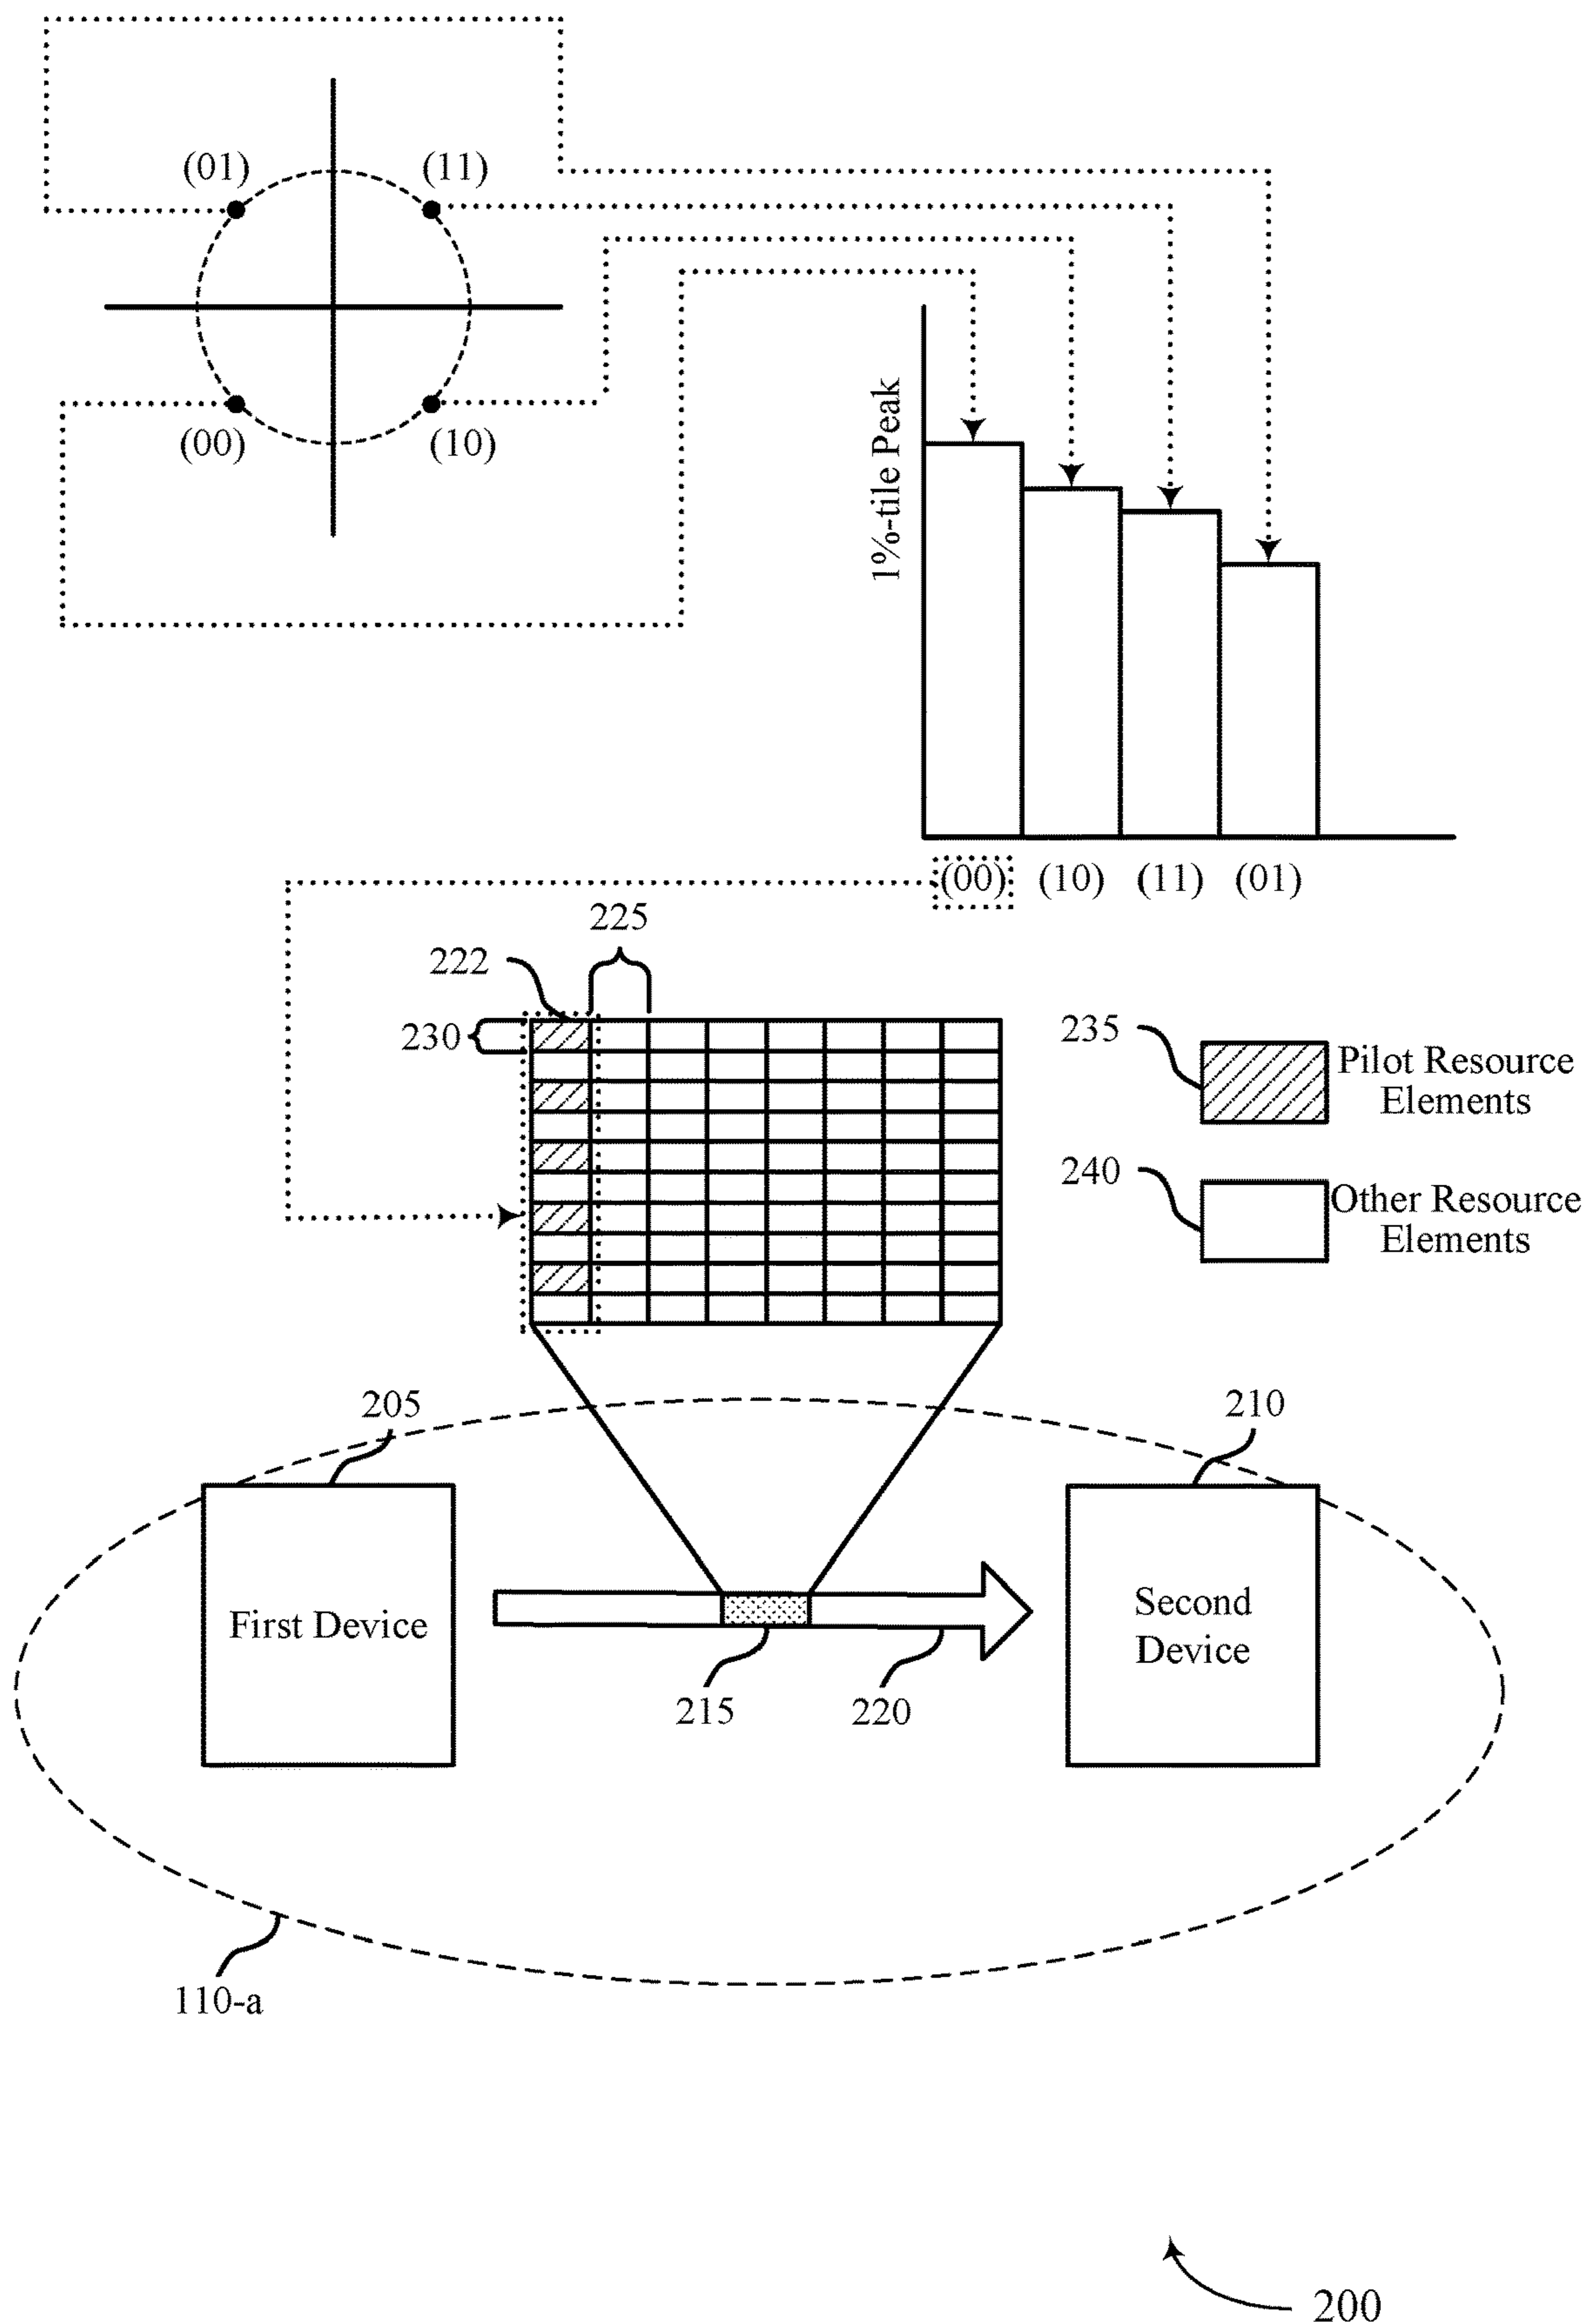 (01)
(11)
(00)
(10)
1%-tile Peak
(00) (10) (11) (01)
225
222
230
235
Pilot Resource
Elements
240
Other Resource
Elements
205
210
First Device
Second
Device
215
220
110-a
200